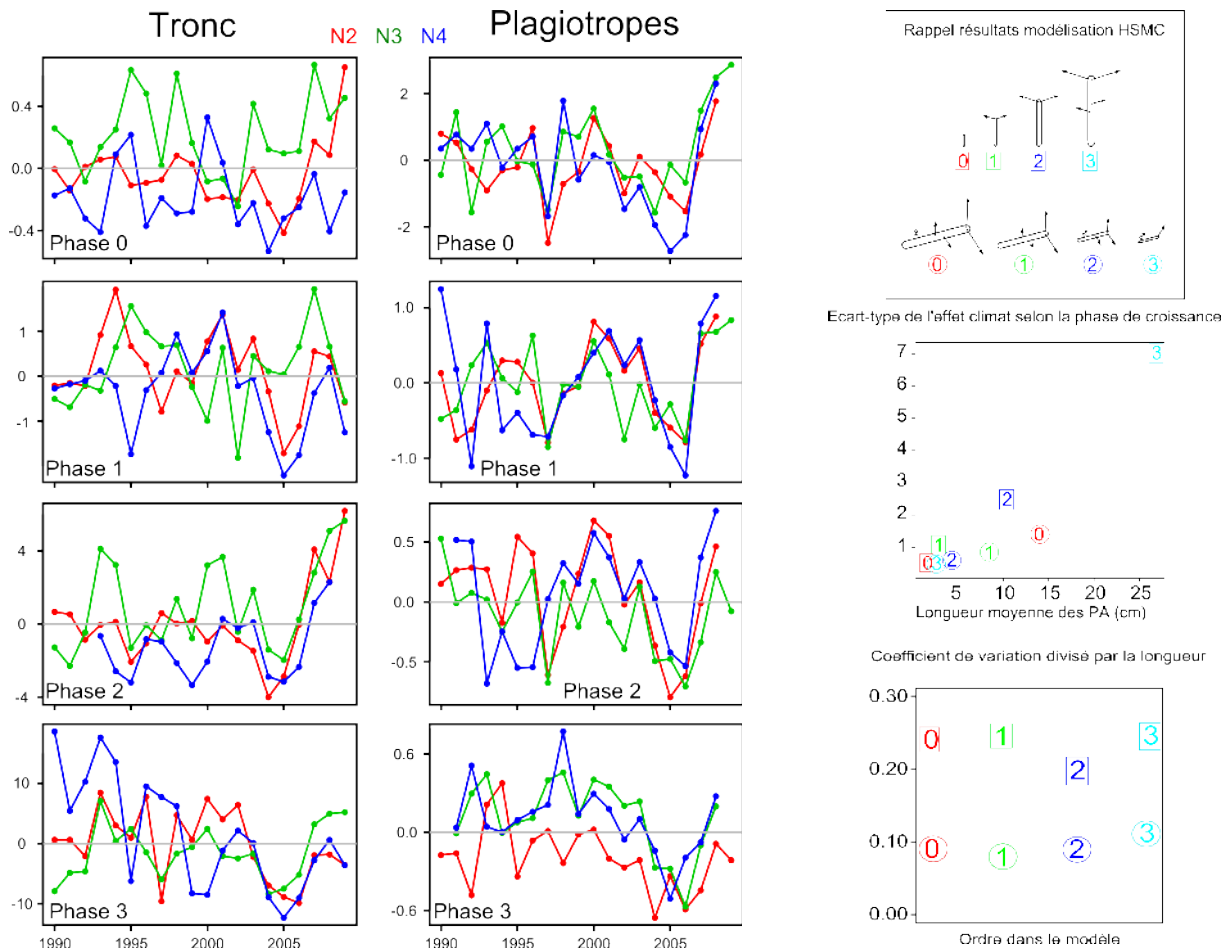 Tronc
Plagiotropes
N2 N3 N4
0.4
0.0
-0.4
Phase 0
2
0
-2
Phase 0
1
0
-1
Phase 1
1.0
0.0
-1.0
Phase 1
4
0
-4
Phase 2
0.5
0.0
-0.5
Phase 2
10
0
-10
Phase 3
1990 1995 2000 2005
0.6
0.0
-0.6
Phase 3
1990 1995 2000 2005
Rappel résultats modélisation HSMC
0 1 2 3
0 1 2 3
Ecart-type de l'effet climat selon la phase de croissance
7
6
5
4
3
2
1
3
2
0
1
1
0 3 2
5 10 15 20 25
Longueur moyenne des PA (cm)
Coefficient de variation divisé par la longueur
0.30
0.20
0.10
0.00
0 1 2 3
0 1 2 3
Ordre dans le modèle